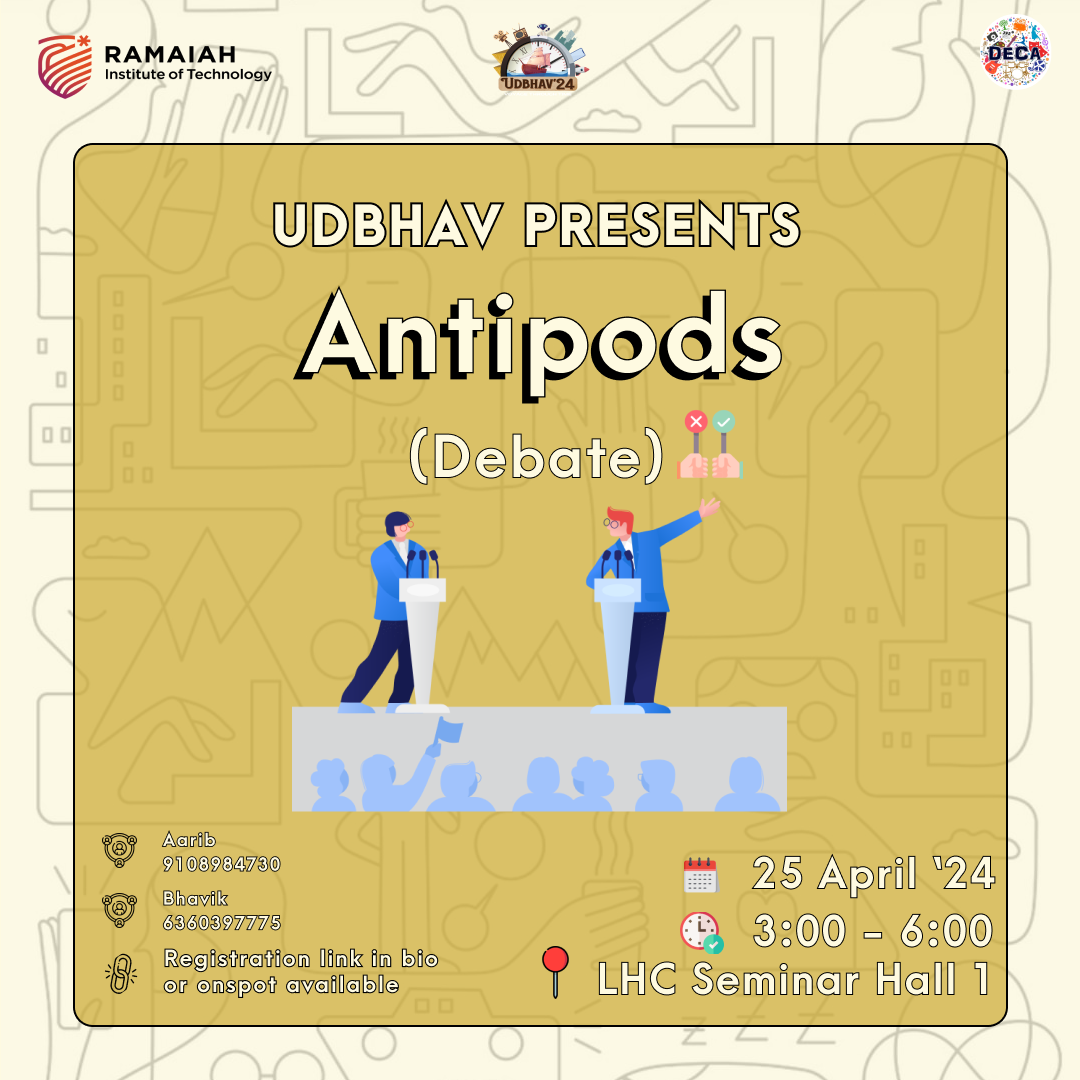 RAMAIAH
Institute of Technology
UDBHAV'24
DECA
UDBHAV PRESENTS
Antipods
(Debate)
Aarib
9108984730
Bhavik
6360397775
Registration link in bio
or onspot available
25 April ‘24
3:00 – 6:00
LHC Seminar Hall 1